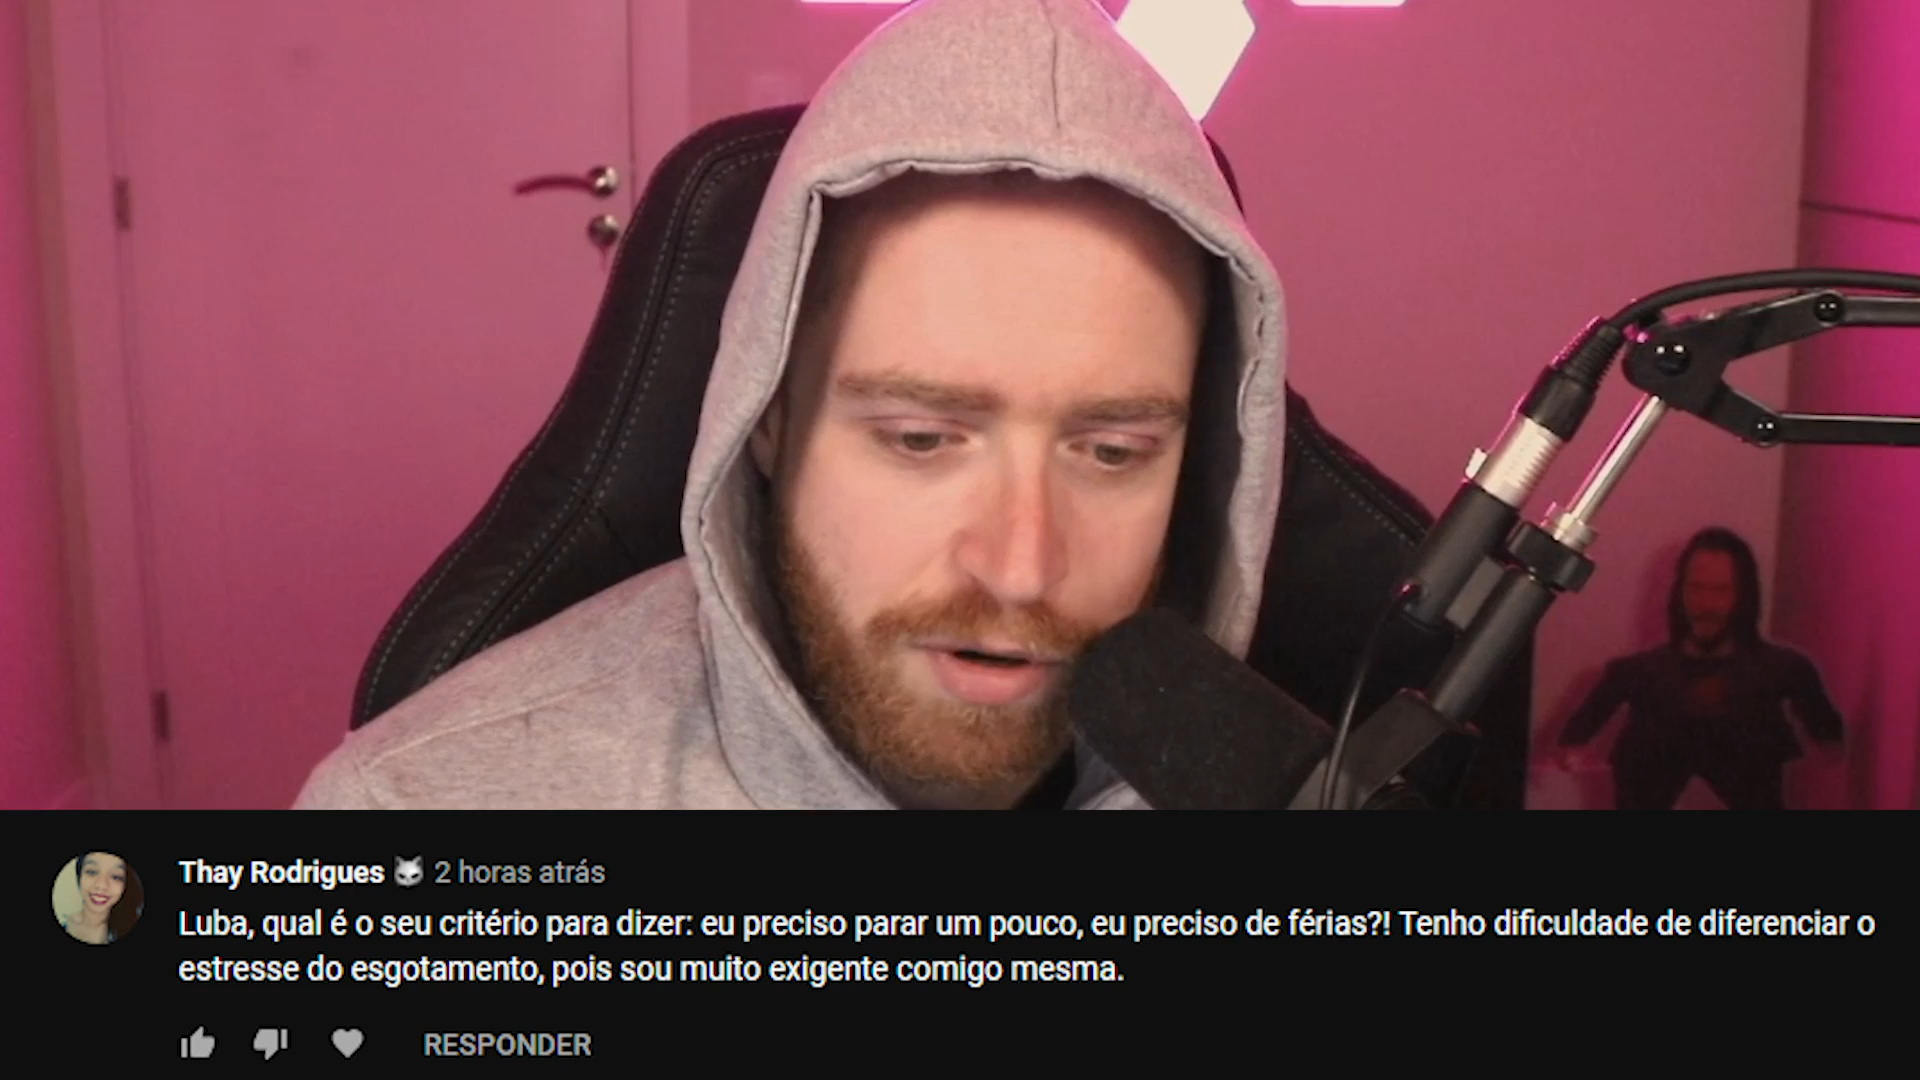 Thay Rodrigues 2 horas atrás
Luba, qual é o seu critério para dizer: eu preciso parar um pouco, eu preciso de férias?! Tenho dificuldade de diferenciar o
estresse do esgotamento, pois sou muito exigente comigo mesma.
RESPONDER